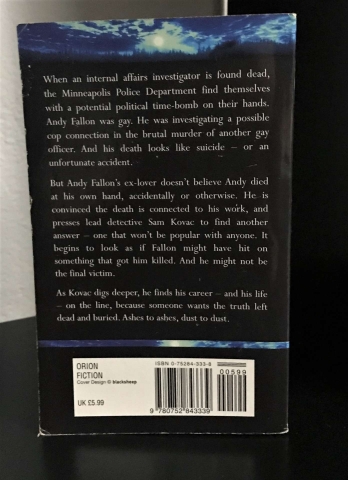 When an internal affairs investigator is found dead,
the Minneapolis Police Department find themselves
with a potential political time-bomb on their hands.
Andy Fallon was gay. He was investigating a possible
cop connection in the brutal murder of another gay
officer. And his death looks like suicide – or an
unfortunate accident.
But Andy Fallon's ex-lover doesn't believe Andy died
at his own hand, accidentally or otherwise. He is
convinced the death is connected to his work, and
presses lead detective Sam Kovac to find another
answer – one that won't be popular with anyone. It
begins to look as if Fallon might have hit on
something that got him killed. And he might not be
the final victim.
As Kovac digs deeper, he finds his career – and his life
– on the line, because someone wants the truth left
dead and buried. Ashes to ashes, dust to dust.
ORION
FICTION
Cover Design © blacksheep
UK £5.99
ISBN 0-75284-333-8
00599
9 780752 843339